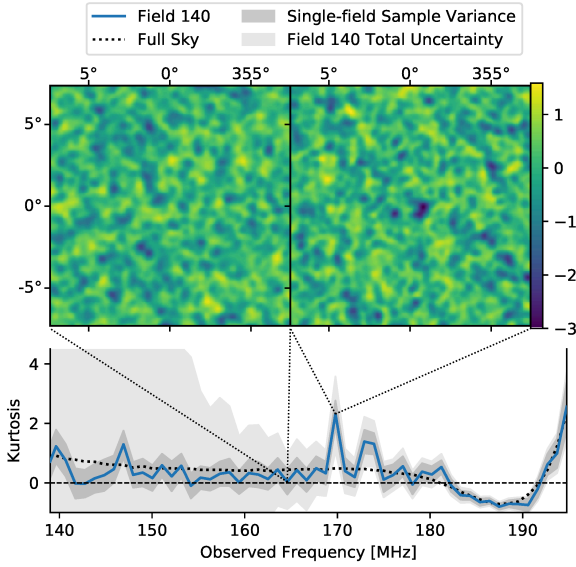 Field 140
Full Sky
Single-field Sample Variance
Field 140 Total Uncertainty
5° 0° 355° 5° 0° 355°
5°
0°
-5°
1
0
−1
−2
−3
4
2
0
Kurtosis
140 150 160 170 180 190
Observed Frequency [MHz]